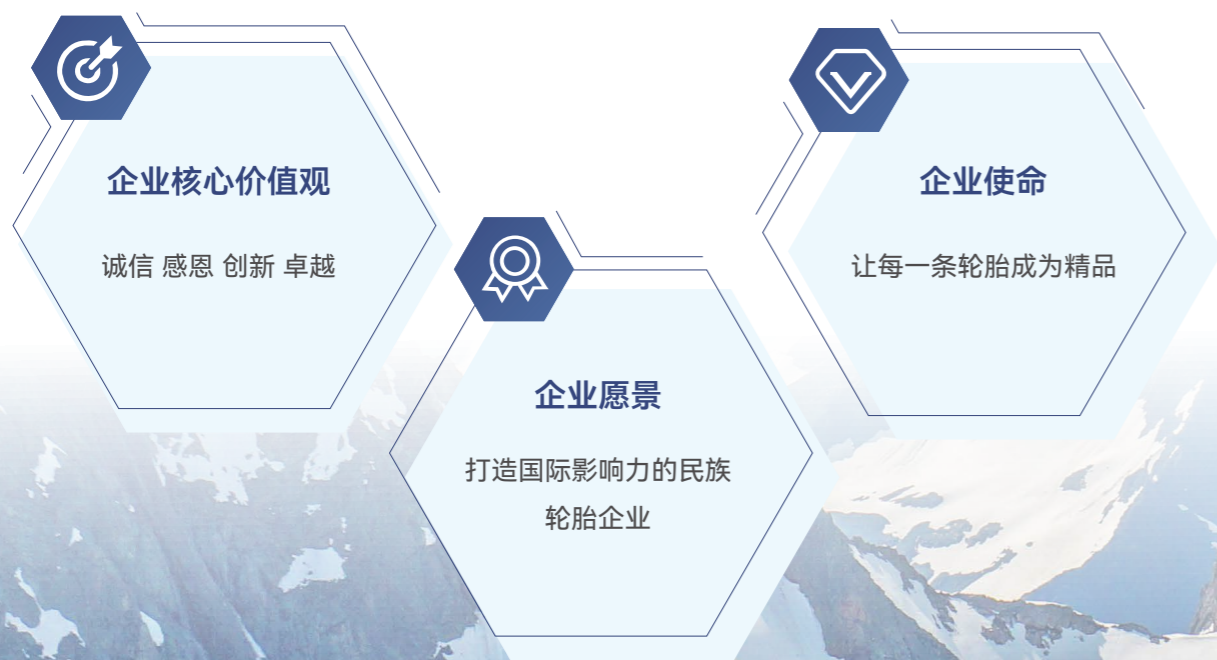 企业核心价值观
诚信 感恩 创新 卓越
企业愿景
打造国际影响力的民族
轮胎企业
企业使命
让每一条轮胎成为精品